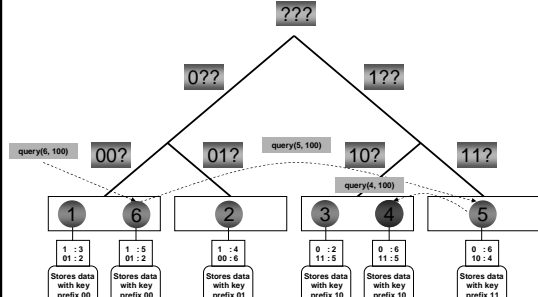 ???
0??
1??
query(6, 100)
00?
01?
query(5, 100)
10?
11?
query(4, 100)
1
6
2
3
4
5
1 : 3
01 : 2
1 : 5
01 : 2
1 : 4
00 : 6
0 : 2
11 : 5
0 : 6
11 : 5
0 : 6
10 : 4
Stores data
with key
prefix 00
Stores data
with key
prefix 00
Stores data
with key
prefix 01
Stores data
with key
prefix 10
Stores data
with key
prefix 10
Stores data
with key
prefix 11